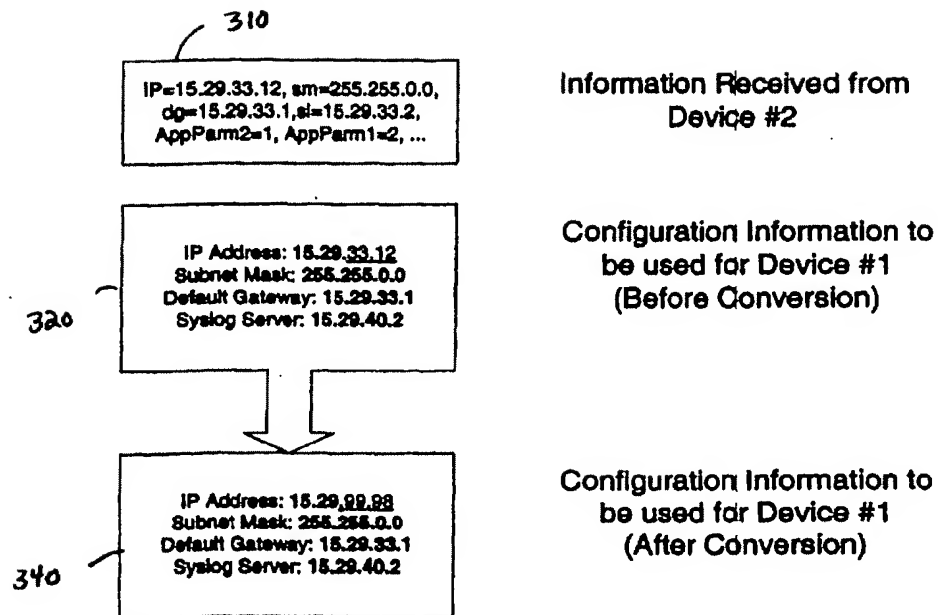 310
IP=15.29.33.12, sm=255.255.0.0,
dg=15.29.33.1,sl=15.29.33.2,
AppParm2=1, AppParm1=2, ...
Information Received from
Device #2
IP Address: 15.29.33.12
Subnet Mask: 255.255.0.0
Default Gateway: 15.29.33.1
Syslog Server: 15.29.40.2
320
Configuration Information to
be used for Device #1
(Before Conversion)
IP Address: 15.29.99.98
Subnet Mask: 255.255.0.0
Default Gateway: 15.29.33.1
Syslog Server: 15.29.40.2
340
Configuration Information to
be used for Device #1
(After Conversion)